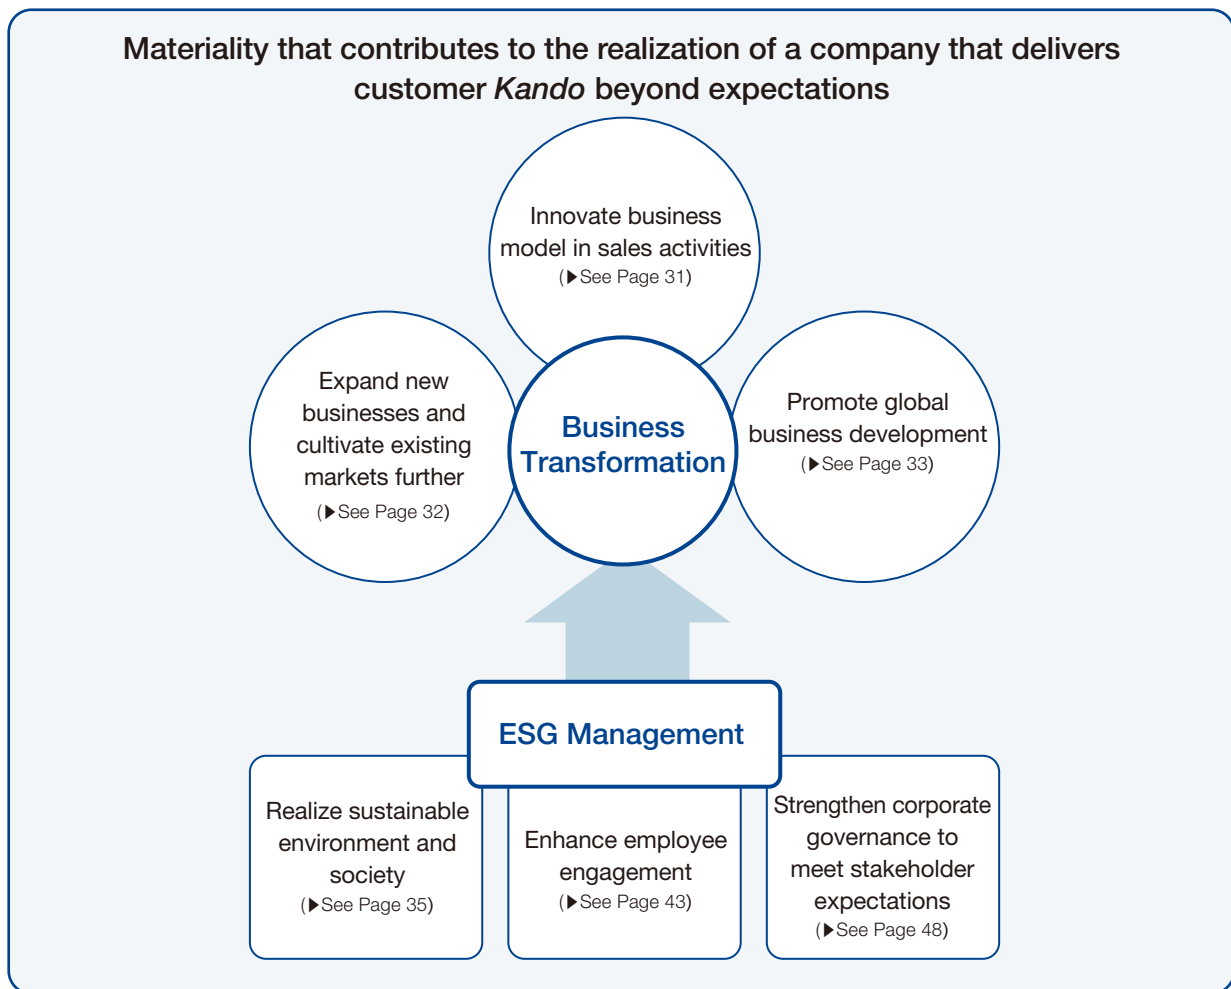 Materiality that contributes to the realization of a company that delivers
customer Kando beyond expectations
Innovate business
model in sales activities
(▶See Page 31)
Expand new
businesses and
cultivate existing
markets further
(▶See Page 32)
Business
Transformation
Promote global
business development
(▶See Page 33)
ESG Management
Realize sustainable
environment and
society
(▶See Page 35)
Enhance employee
engagement
(▶See Page 43)
Strengthen corporate
governance to
meet stakeholder
expectations
(▶See Page 48)